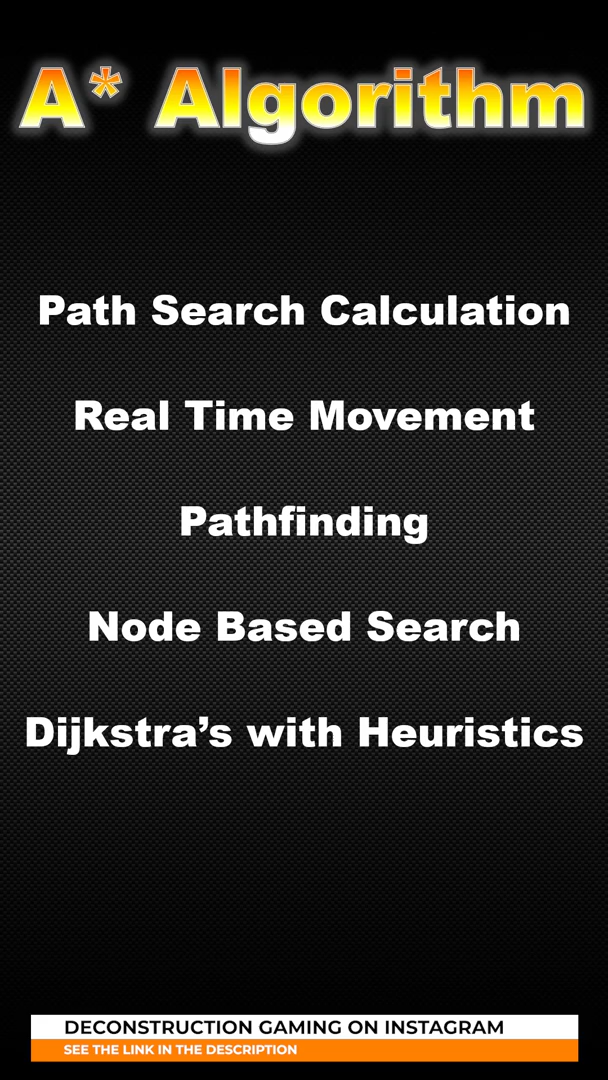 A* Algorithm
Path Search Calculation
Real Time Movement
Pathfinding
Node Based Search
Dijkstra’s with Heuristics
DECONSTRUCTION GAMING ON INSTAGRAM
SEE THE LINK IN THE DESCRIPTION